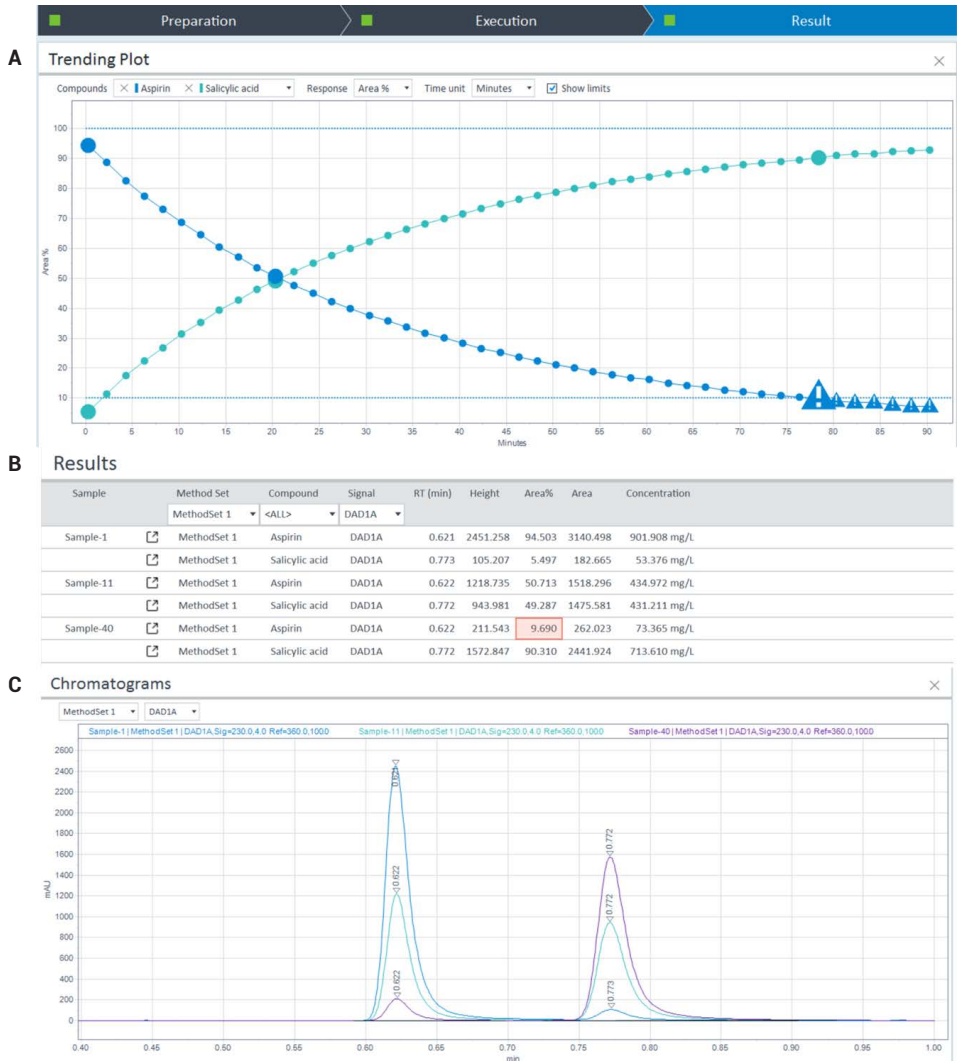 Preparation Execution Result
A Trending Plot
Compounds Aspirin Salicylic acid Response Area % Time unit Minutes Show limits
100
90
80
70
60
50
40
30
20
10
Area %
0 5 10 15 20 25 30 35 40 45 50 55 60 65 70 75 80 85 90
Minutes
B Results
Sample Method Set Compound Signal RT (min) Height Area% Area Concentration
MethodSet 1 <ALL> DAD1A
Sample-1 MethodSet 1 Aspirin DAD1A 0.621 2451.258 94.503 3140.498 901.908 mg/L
MethodSet 1 Salicylic acid DAD1A 0.773 105.207 5.497 182.665 53.376 mg/L
Sample-11 MethodSet 1 Aspirin DAD1A 0.622 1218.735 50.713 1518.296 434.972 mg/L
MethodSet 1 Salicylic acid DAD1A 0.772 943.981 49.287 1475.581 431.211 mg/L
Sample-40 MethodSet 1 Aspirin DAD1A 0.622 211.543 9.690 262.023 73.365 mg/L
MethodSet 1 Salicylic acid DAD1A 0.772 1572.847 90.310 2441.924 713.610 mg/L
C Chromatograms
MethodSet 1 DAD1A
Sample-1 | MethodSet 1 | DAD1A,Sig=230.0,4.0 Ref=360.0,100.0 Sample-11 | MethodSet 1 | DAD1A,Sig=230.0,4.0 Ref=360.0,100.0 Sample-40 | MethodSet 1 | DAD1A,Sig=230.0,4.0 Ref=360.0,100.0
2600
2400
2200
2000
1800
1600
1400
1200
1000
800
600
400
200
0
mAU
0.621
0.622
0.622
0.772
0.772
0.773
0.40 0.45 0.50 0.55 0.60 0.65 0.70 0.75 0.80 0.85 0.90 0.95 1.00
min